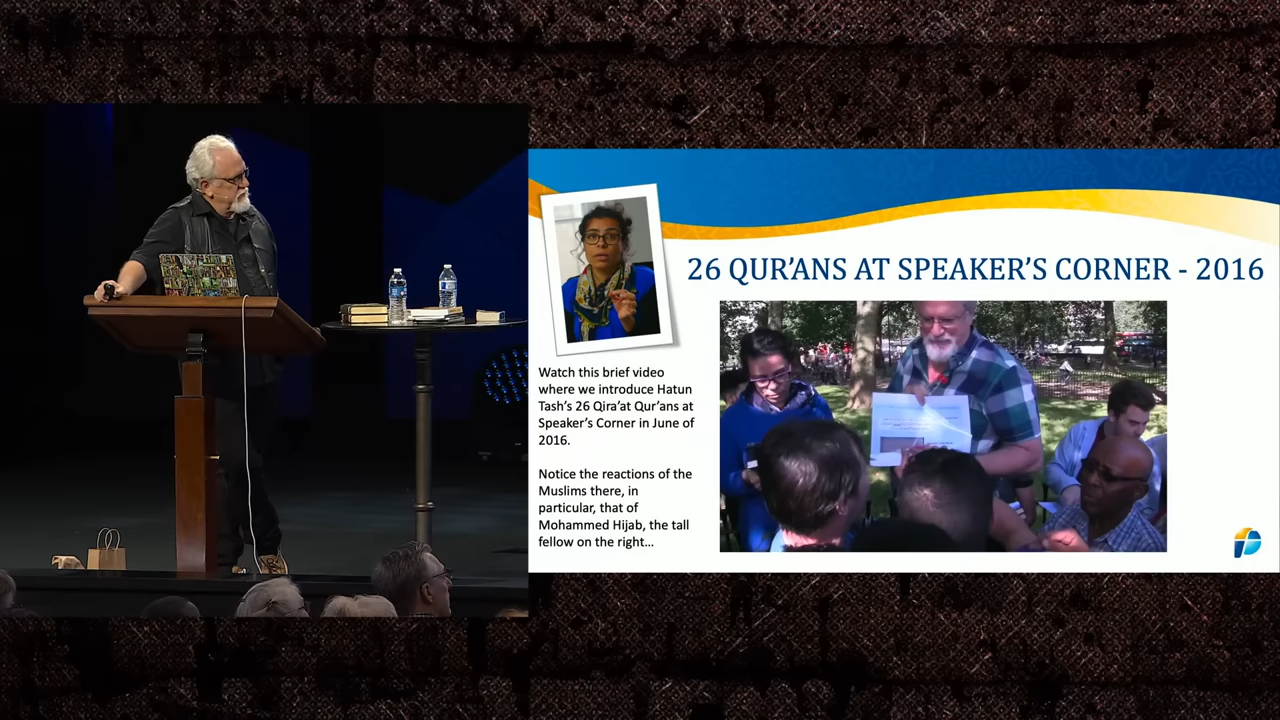 26 QUR'ANS AT SPEAKER'S CORNER - 2016
Watch this brief video
where we introduce Hatun
Tash's 26 Qira'at Qur'ans at
Speaker's Corner in June of
2016.
Notice the reactions of the
Muslims there, in
particular, that of
Mohammed Hijab, the tall
fellow on the right...